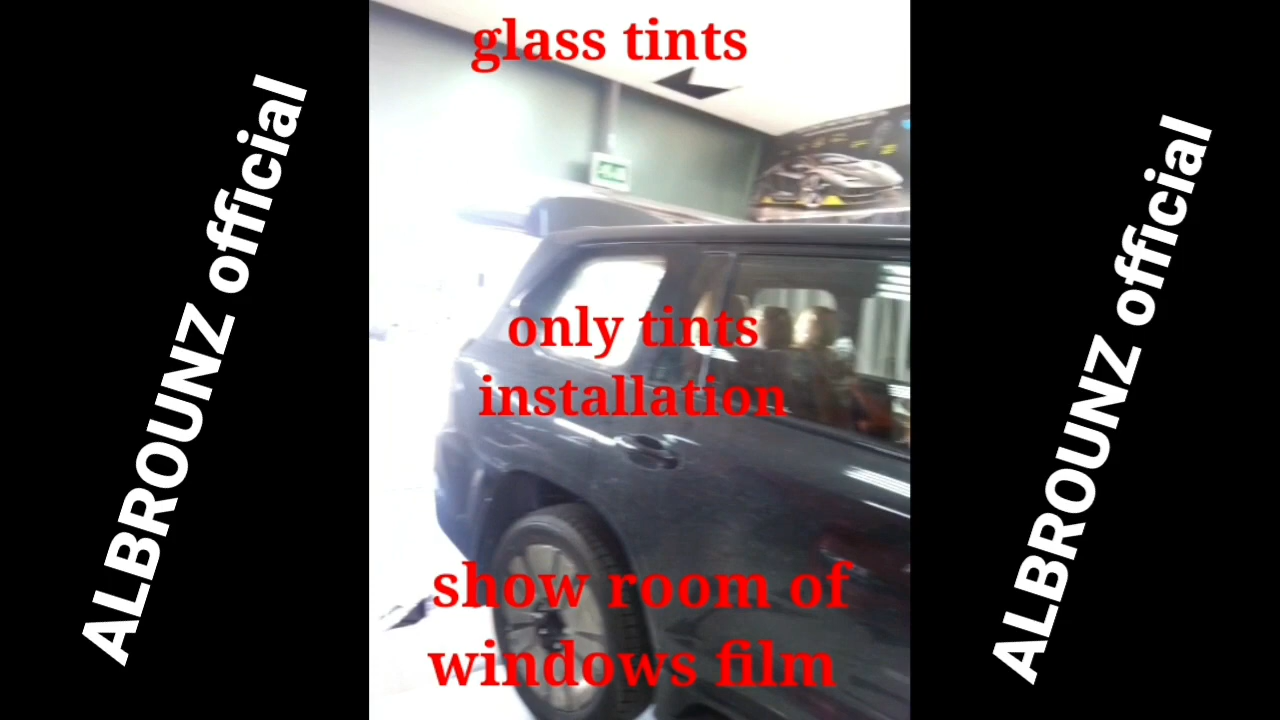 ALBROUNZ official
glass tints
only tints
installation
show room of
windows film
ALBROUNZ official